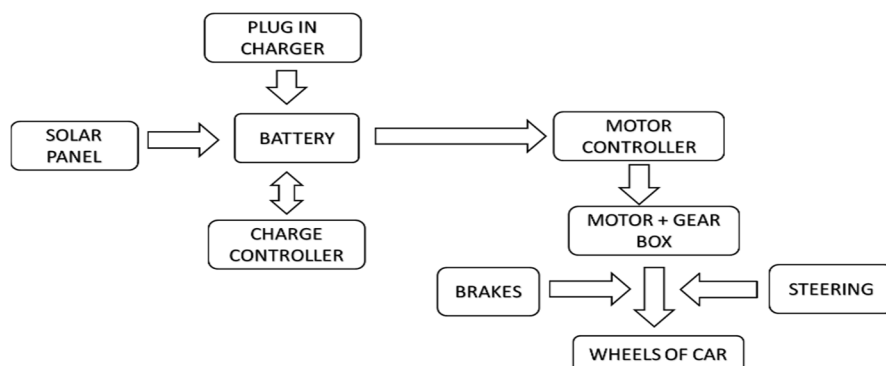 PLUG IN
CHARGER
SOLAR
PANEL
BATTERY
MOTOR
CONTROLLER
CHARGE
CONTROLLER
MOTOR + GEAR
BOX
BRAKES
STEERING
WHEELS OF CAR